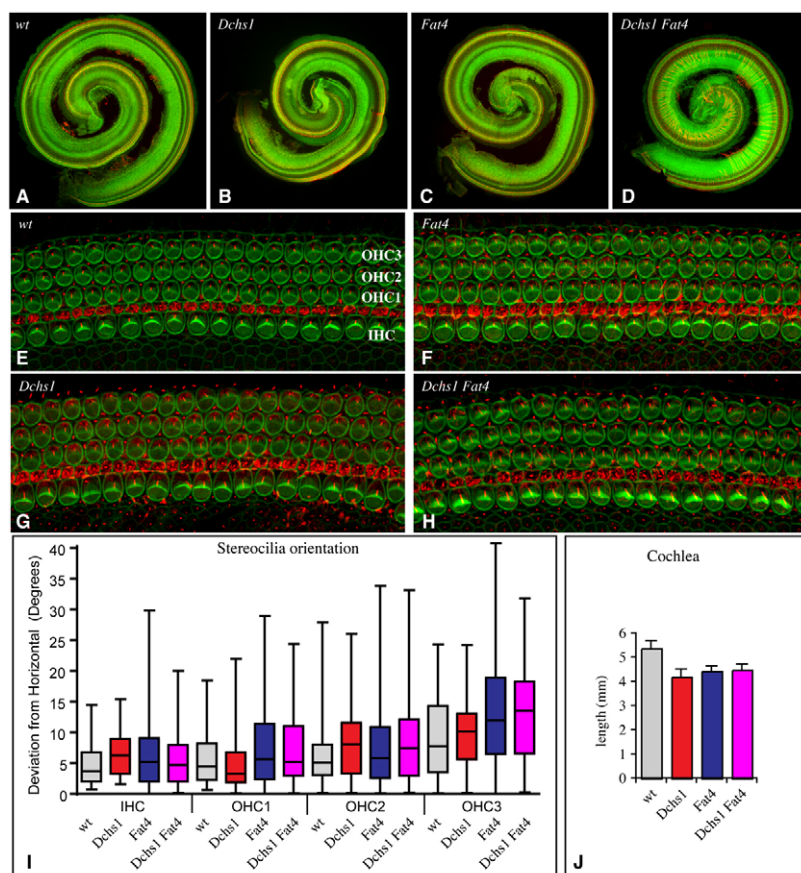 wt
Dchs1
Fat4
Dchs1 Fat4
A
B
C
D
wt
OHC3
OHC2
OHC1
IHC
E
Fat4
F
Dchs1
G
Dchs1 Fat4
H
Stereocilia orientation
Deviation from Horizontal (Degrees)
40
35
30
25
20
15
10
5
0
IHC
OHC1
OHC2
OHC3
wt
Dchs1
Fat4
Dchs1 Fat4
wt
Dchs1
Fat4
Dchs1 Fat4
wt
Dchs1
Fat4
Dchs1 Fat4
wt
Dchs1
Fat4
Dchs1 Fat4
I
Cochlea
length (mm)
6
5
4
3
2
1
0
wt
Dchs1
Fat4
Dchs1 Fat4
J